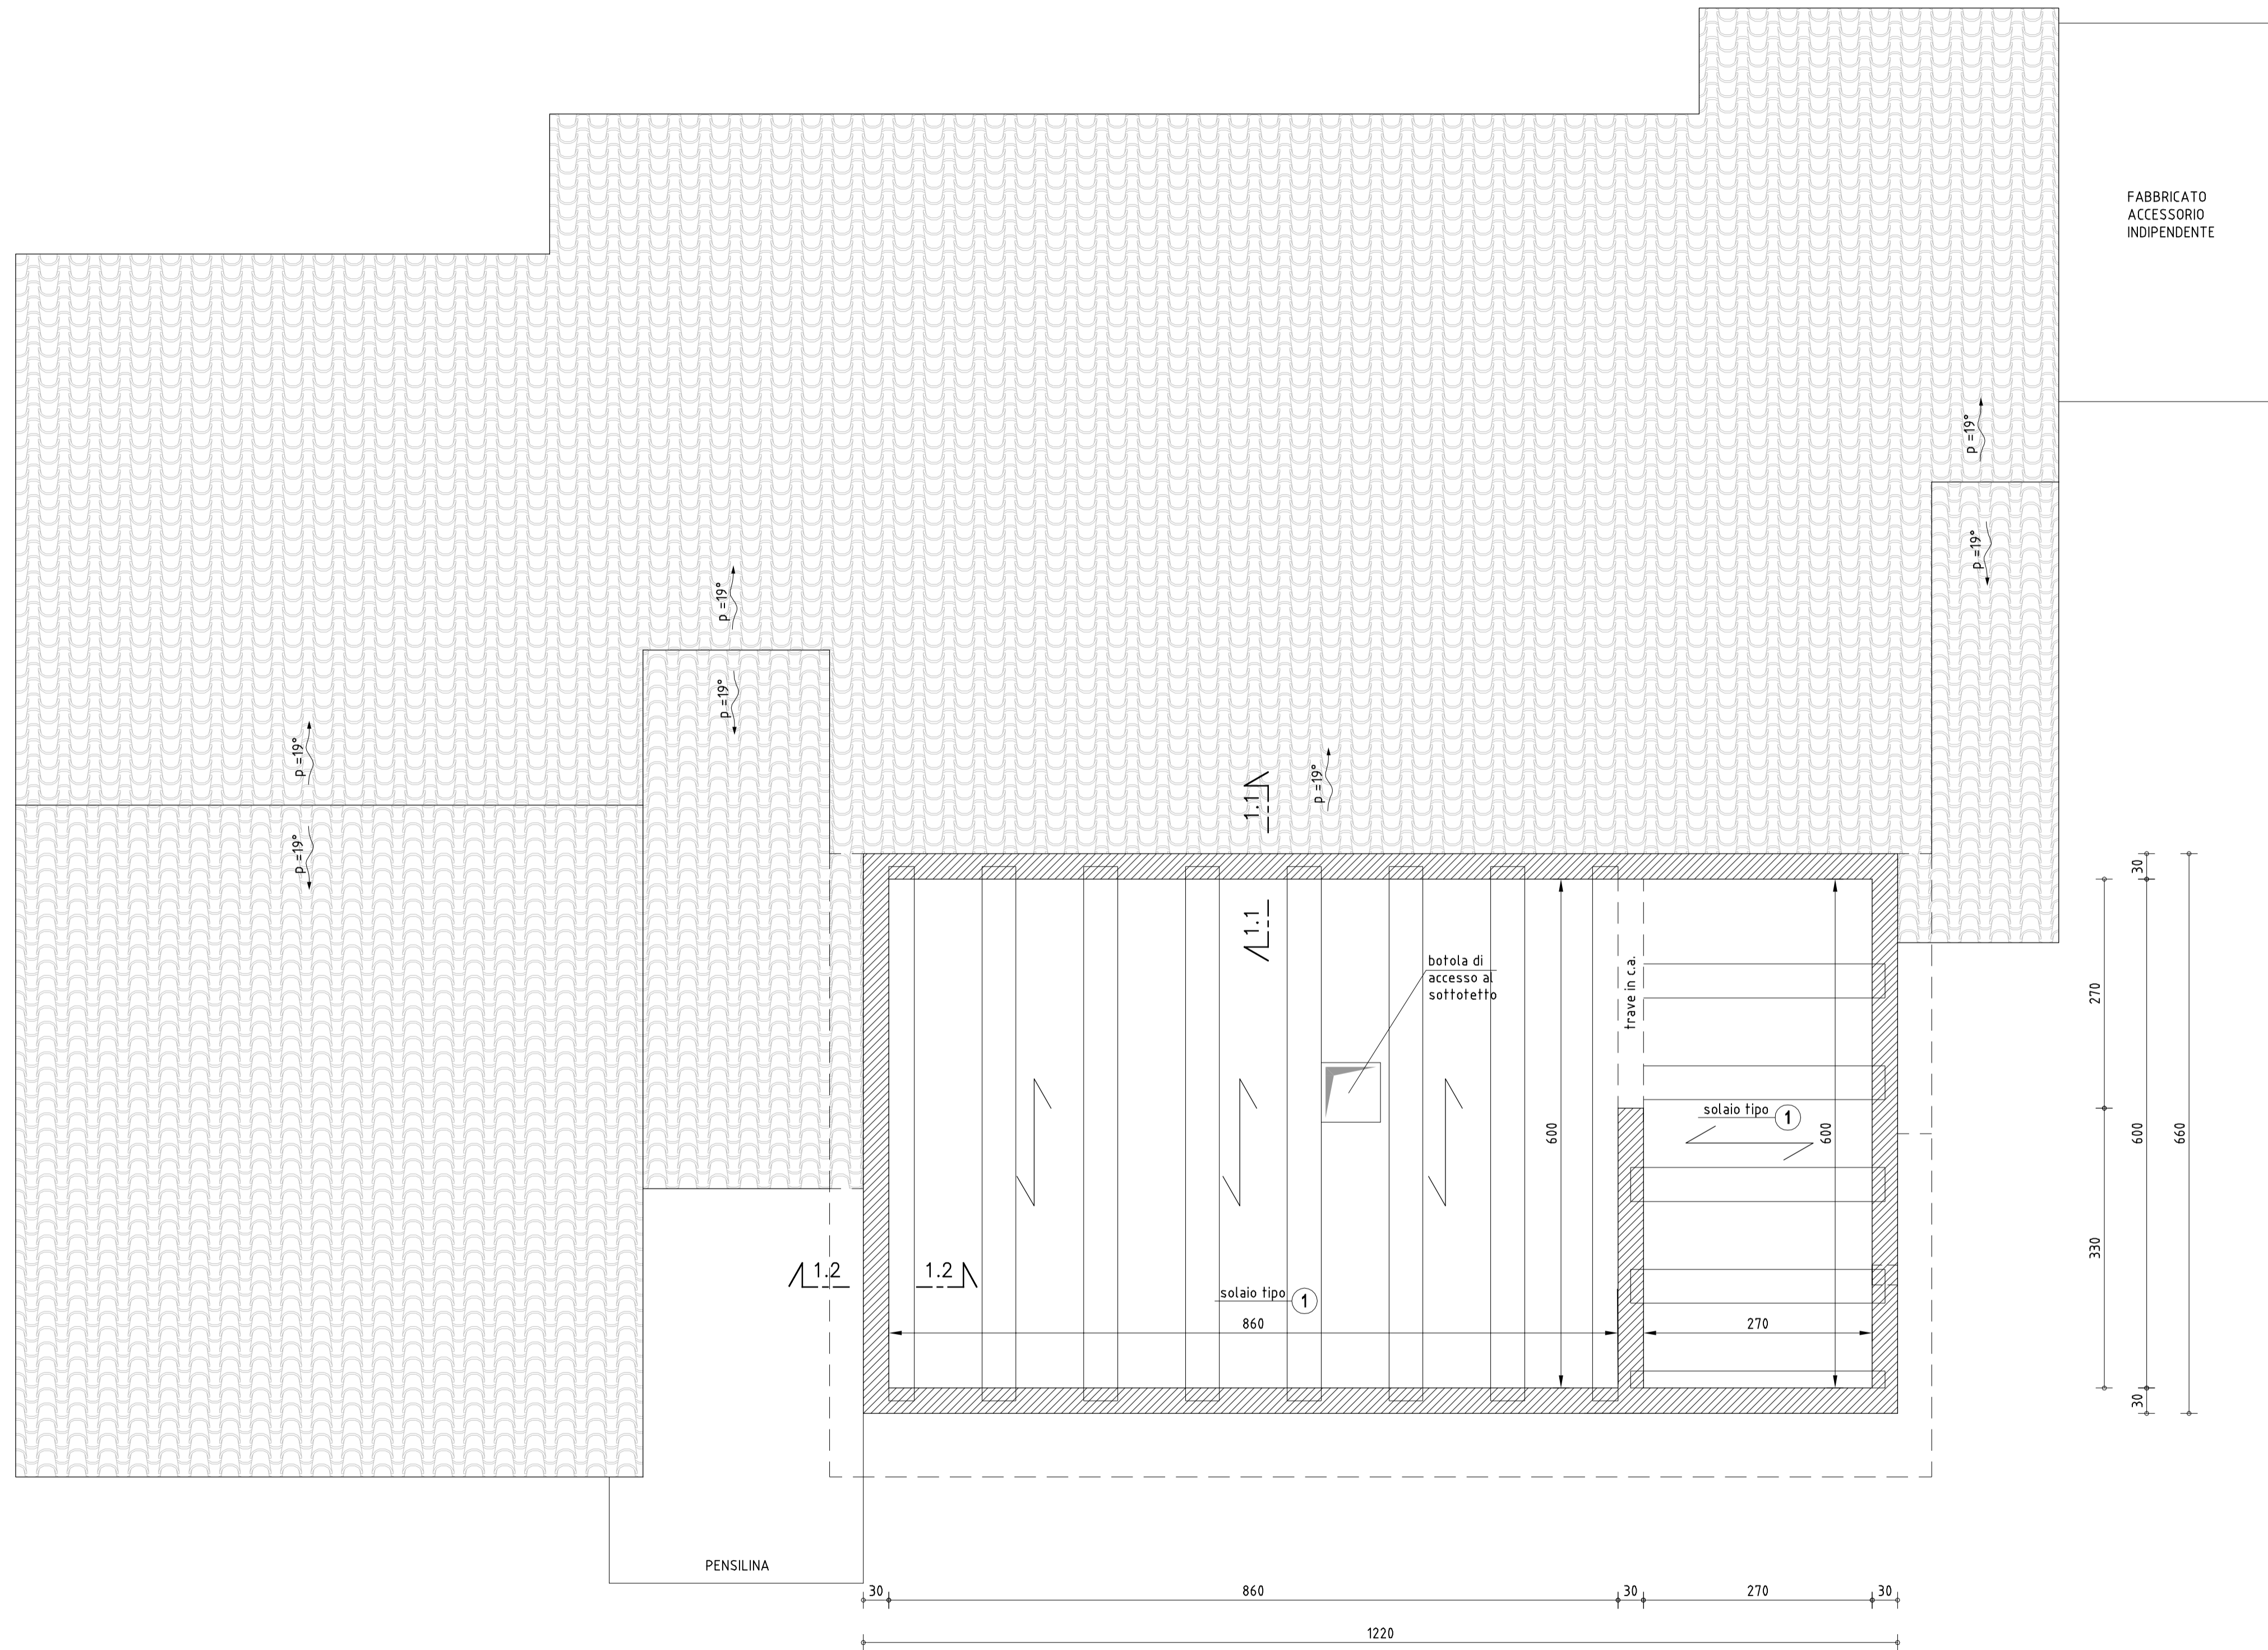 FABBRICATO
ACCESSORIO
INDIPENDENTE
p =19°
p =19°
p =19°
p =19°
p =19°
p =19°
p =19°
1.1
1.1
botola di
accesso al
sottotetto
trave in c.a.
solaio tipo 1
600
600
1.2
1.2
solaio tipo 1
860
270
30
270
600
660
330
30
PENSILINA
30
860
30
270
30
1220